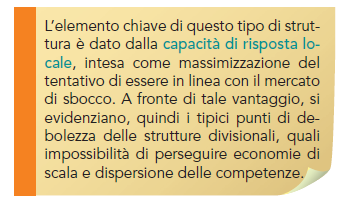 L'elemento chiave di questo tipo di strut-
tura è dato dalla capacità di risposta lo-
cale, intesa come massimizzazione del
tentativo di essere in linea con il mercato
di sbocco. A fronte di tale vantaggio, si
evidenziano, quindi i tipici punti di de-
bolezza delle strutture divisionali, quali
impossibilità di perseguire economie di
scala e dispersione delle competenze.